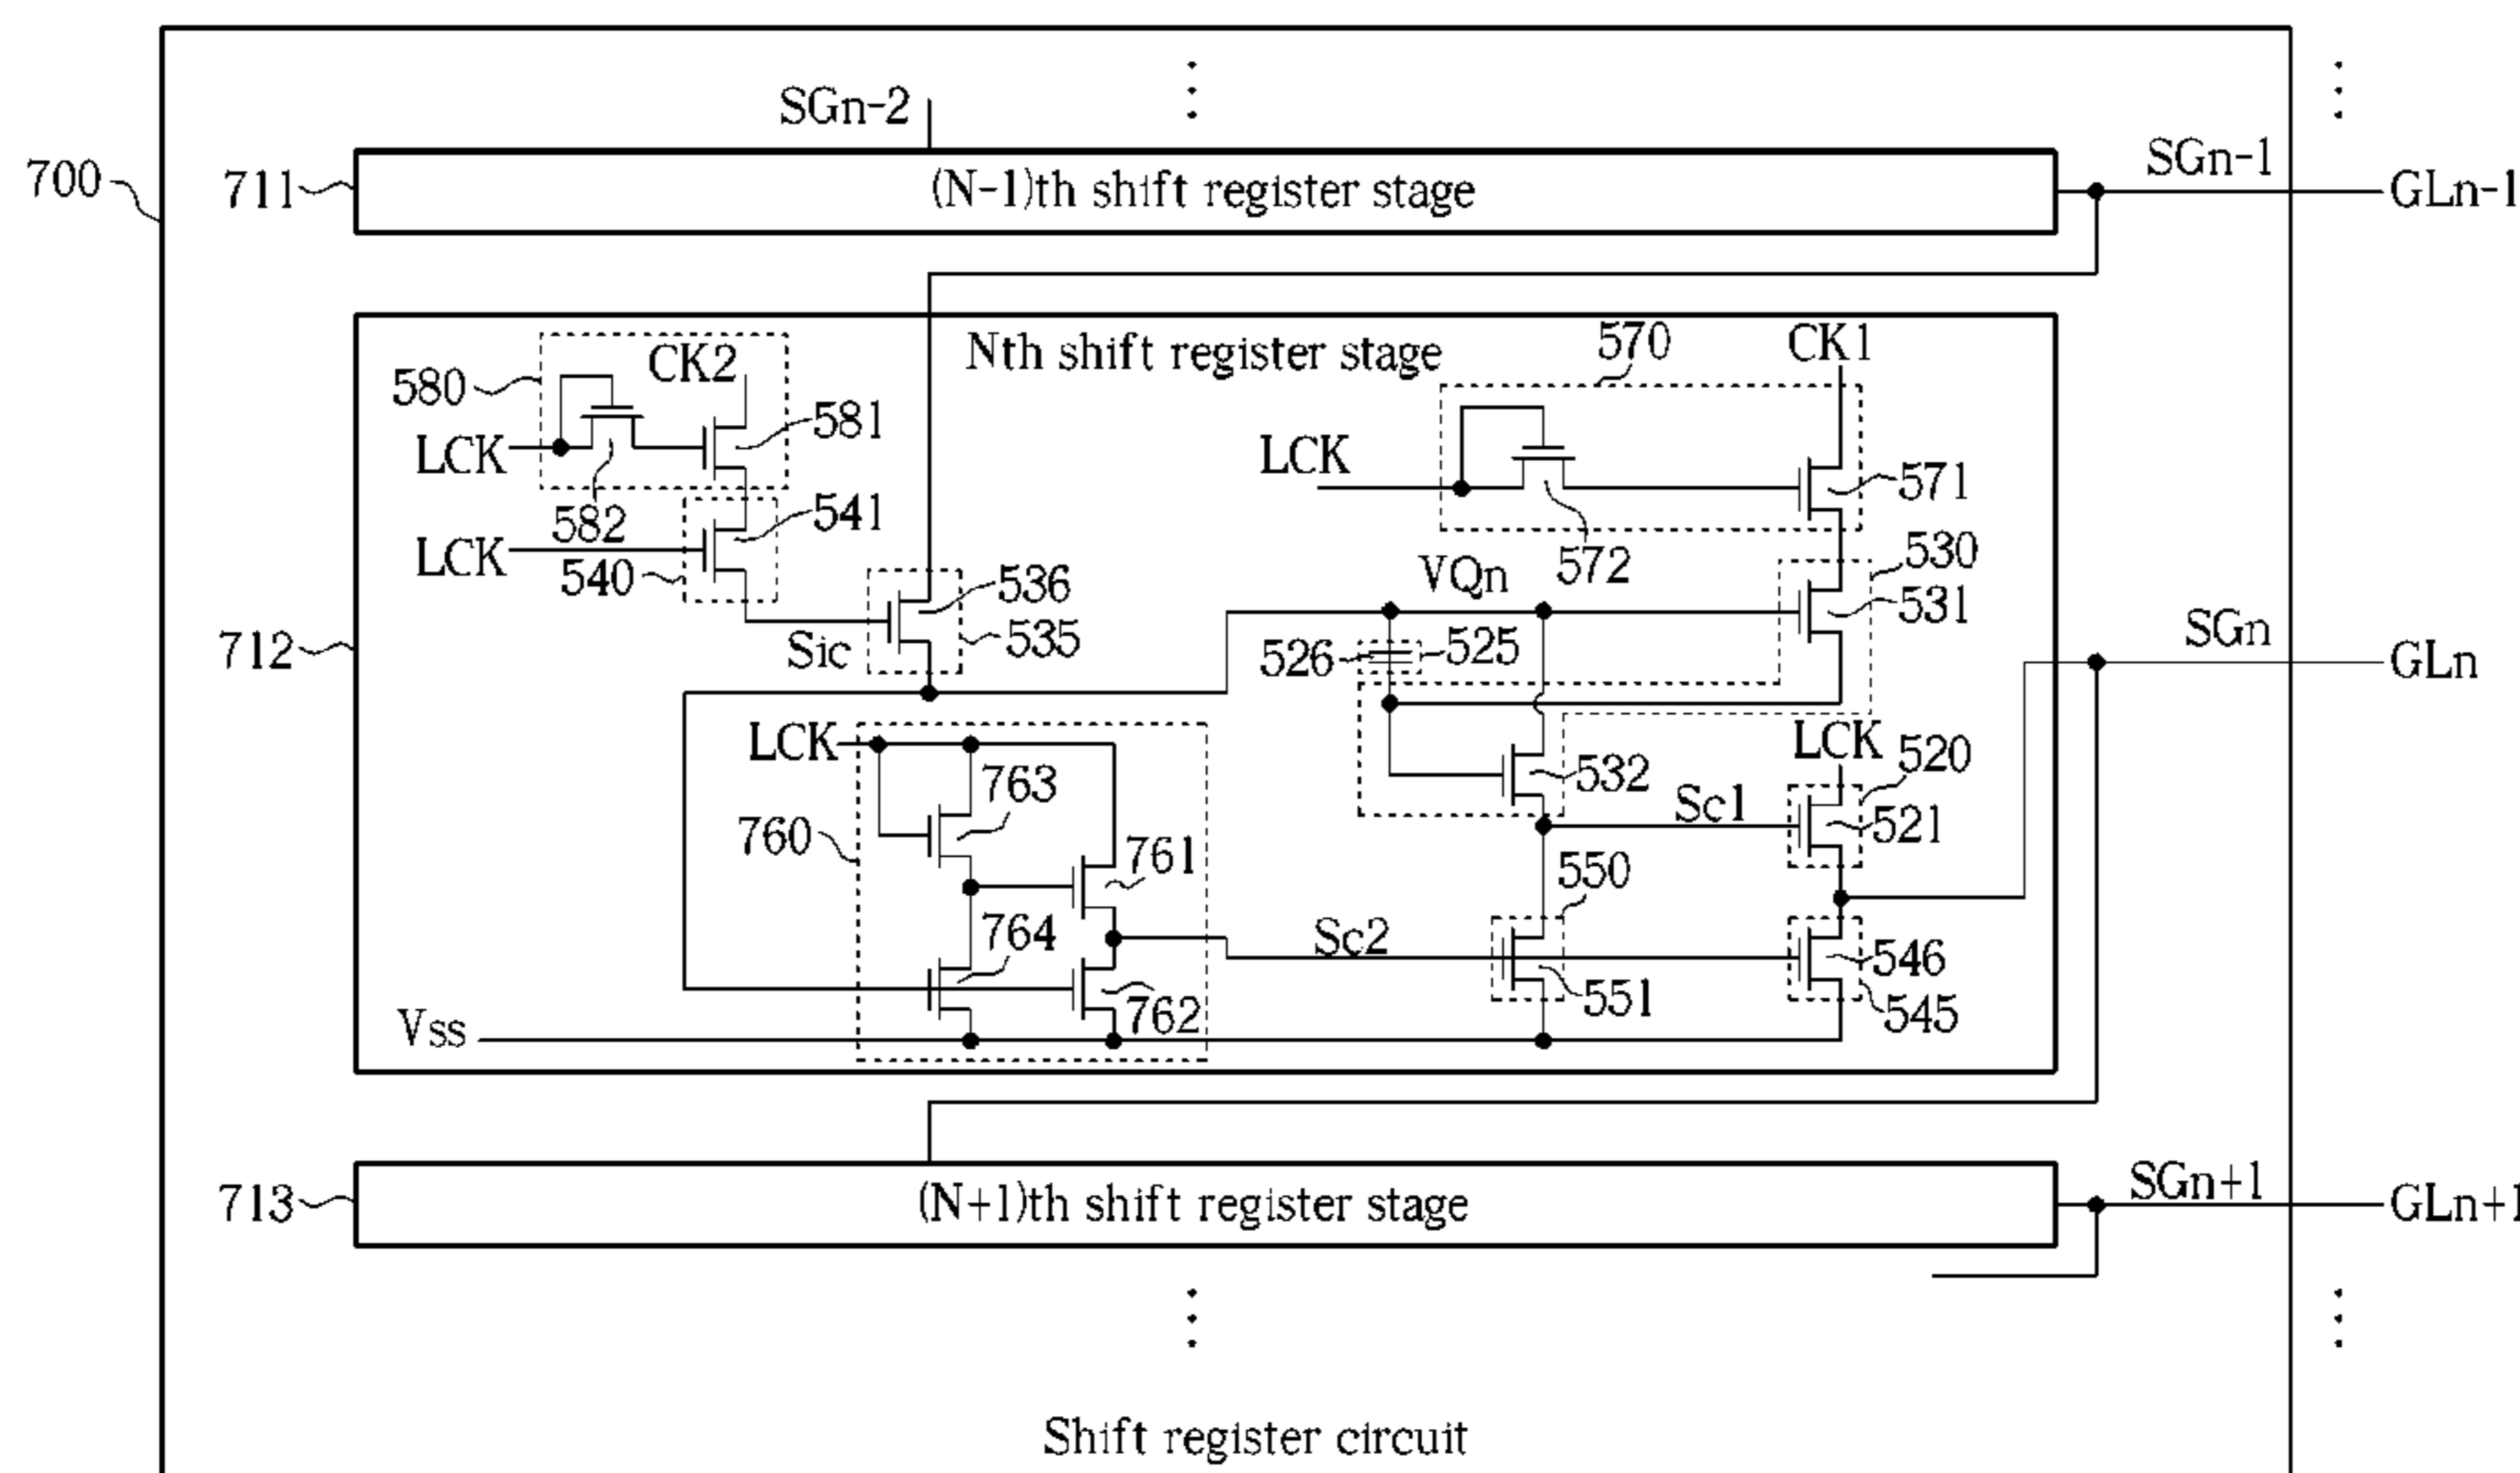 SGn-2
SGn-1
700
711
(N-1)th shift register stage
GLn-1
Nth shift register stage
570
CK1
CK2
580
581
LCK
LCK
571
582
541
572
530
LCK
540
VQn
536
531
SGn
712
Sic
535
526
525
GLn
LCK
LCK
520
763
532
Sc1
521
760
761
550
764
Sc2
546
551
545
Vss
762
713
(N+1)th shift register stage
SGn+1
GLn+1
Shift register circuit